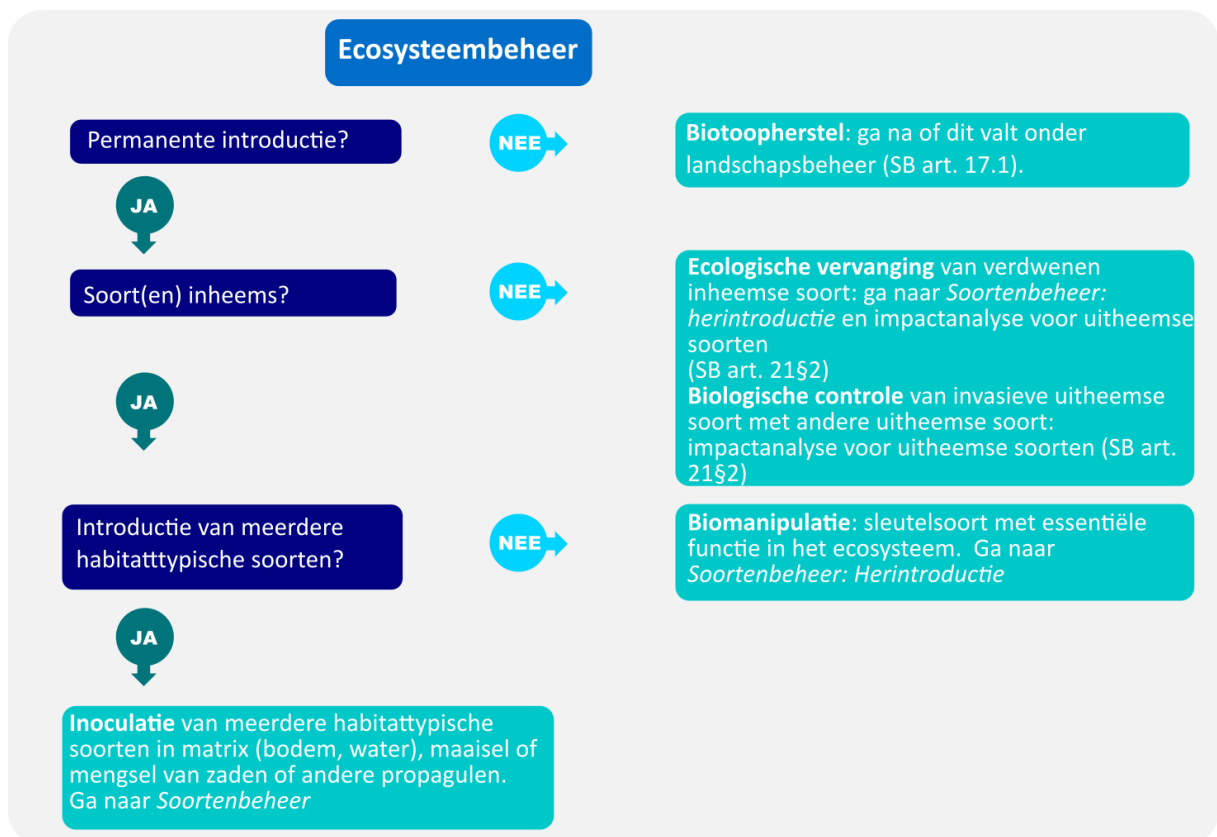 Ecosysteembeheer
Permanente introductie?
NEE
Biotoopherstel: ga na of dit valt onder
landschapsbeheer (SB art. 17.1).
JA
Soort(en) inheems?
NEE
Ecologische vervanging van verdwenen
inheemse soort: ga naar Soortenbeheer:
herintroductie en impactanalyse voor uitheemse
soorten
(SB art. 21§2)
Biologische controle van invasieve uitheemse
soort met andere uitheemse soort:
impactanalyse voor uitheemse soorten (SB art.
21§2)
JA
Introductie van meerdere
habitatttypische soorten?
NEE
Biomanipulatie: sleutelsoort met essentiële
functie in het ecosysteem.  Ga naar
Soortenbeheer: Herintroductie
JA
Inoculatie van meerdere habitattypische
soorten in matrix (bodem, water), maaisel of
mengsel van zaden of andere propagulen.
Ga naar Soortenbeheer